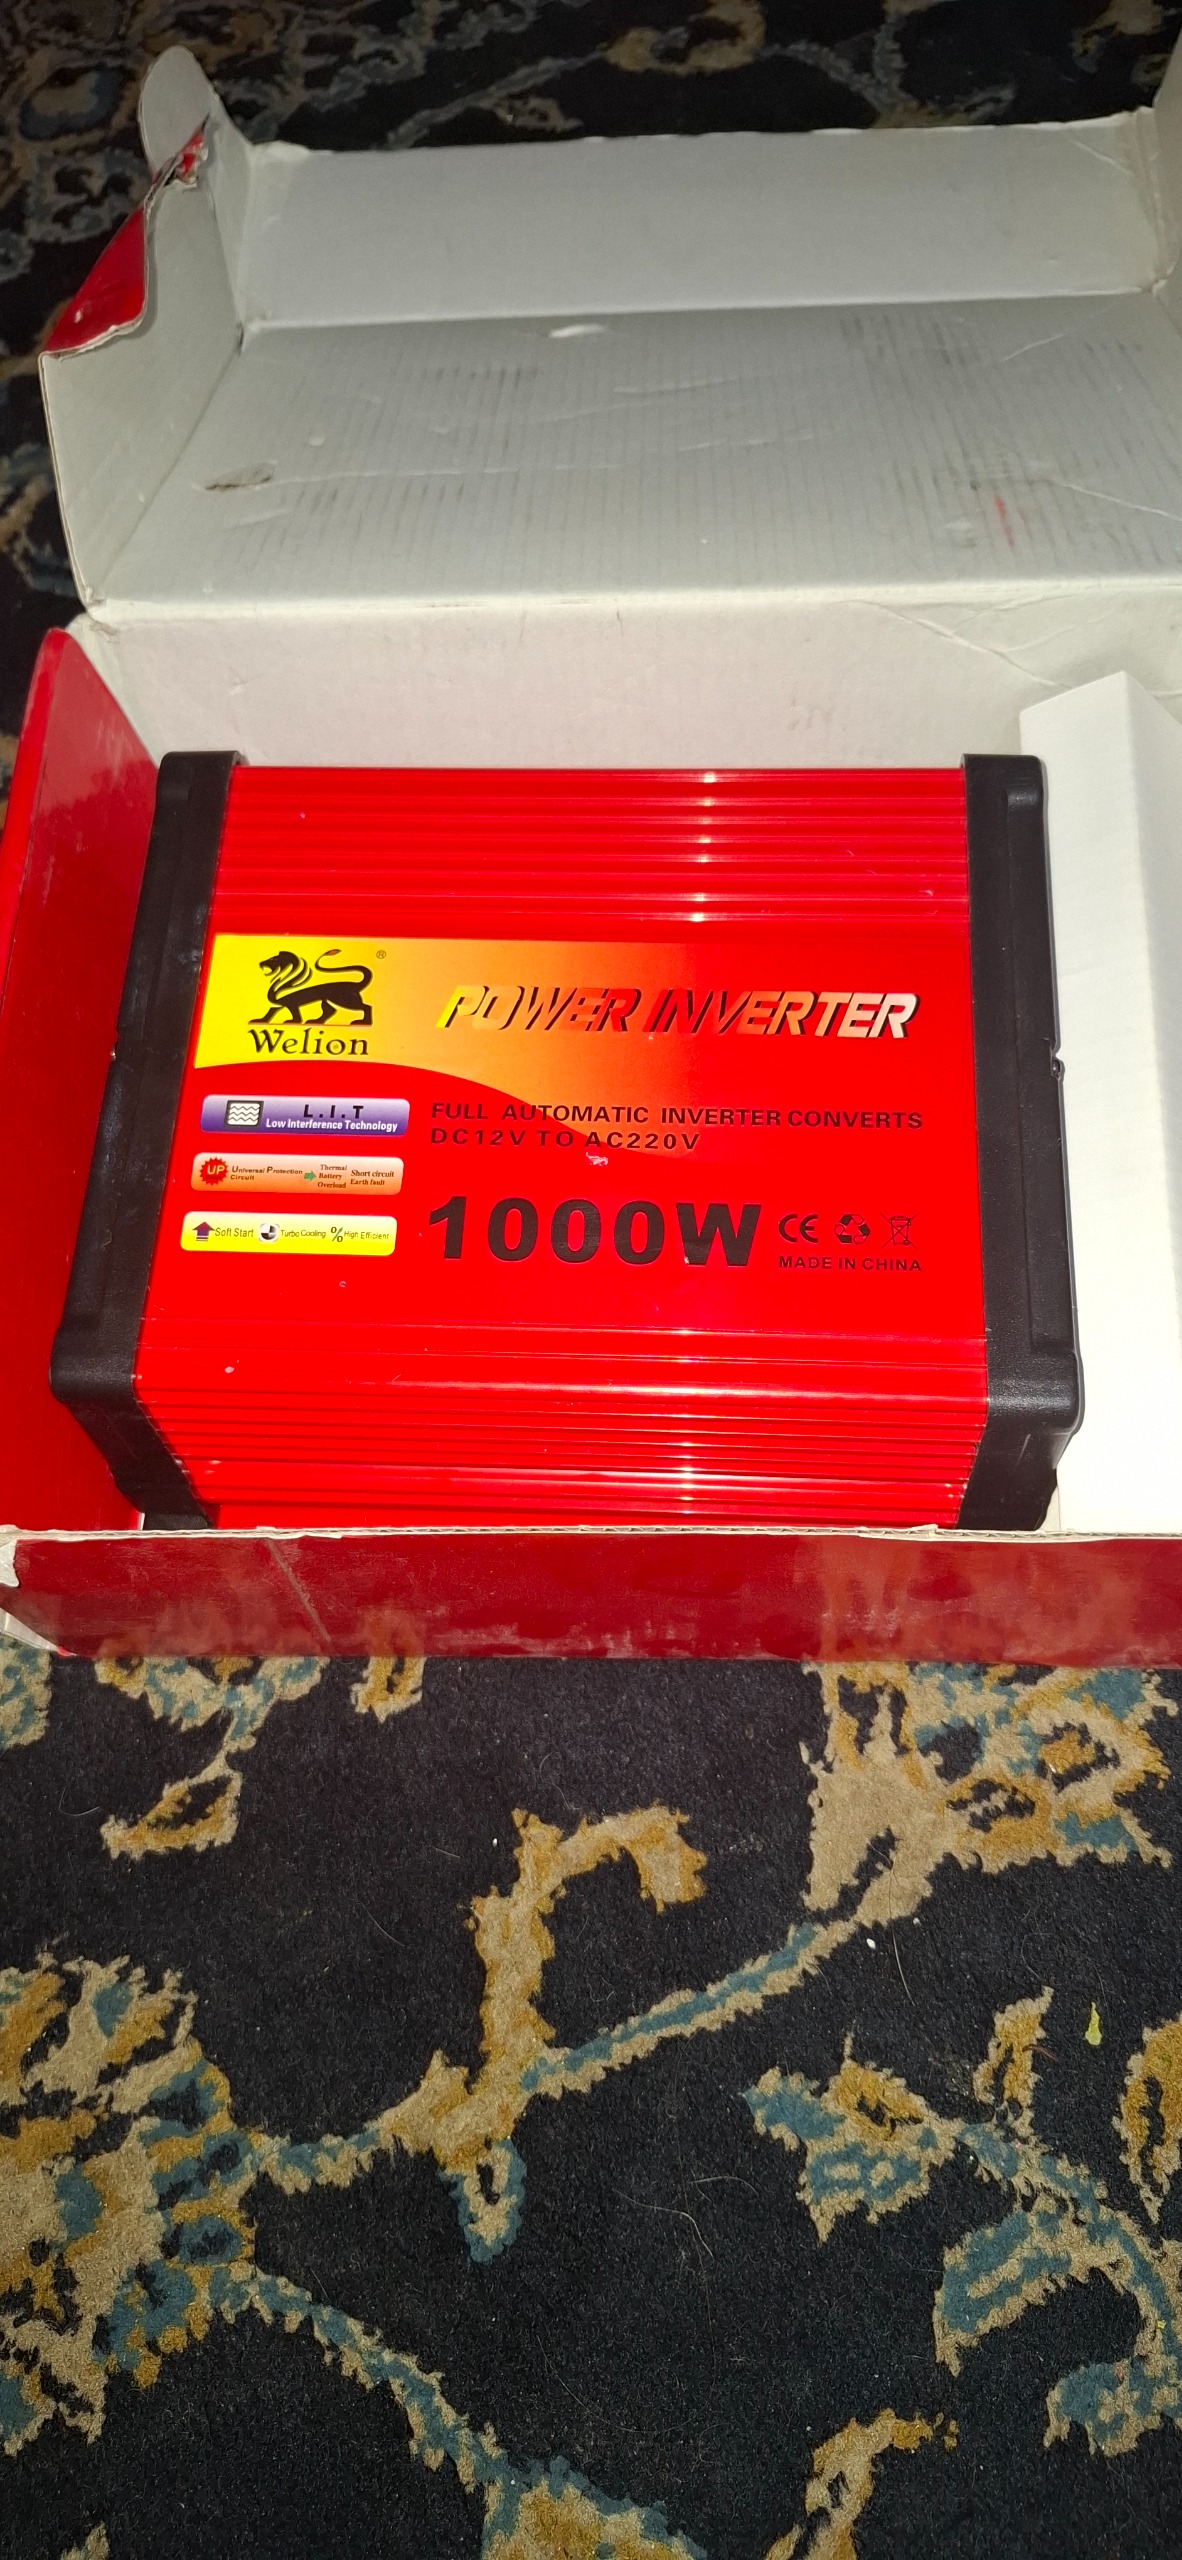 ®
Welion
POWER INVERTER
L.I.T
Low Interference Technology
FULL AUTOMATIC INVERTER CONVERTS
DC12V TO AC220V
UP
Universal Protection
Circuit
Thermal
Battery
Overload
Short circuit
Earth fault
Soft Start
Turbo Cooling
% High Efficient
1000W
CE
MADE IN CHINA